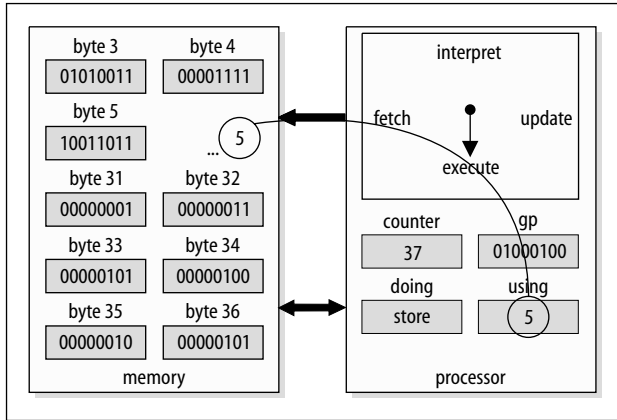 byte 3 byte 4
01010011 00001111
byte 5
10011011 ... 5
byte 31 byte 32
00000001 00000011
byte 33 byte 34
00000101 00000100
byte 35 byte 36
00000010 00000101
memory
interpret
fetch update
execute
counter gp
37 01000100
doing using
store 5
processor